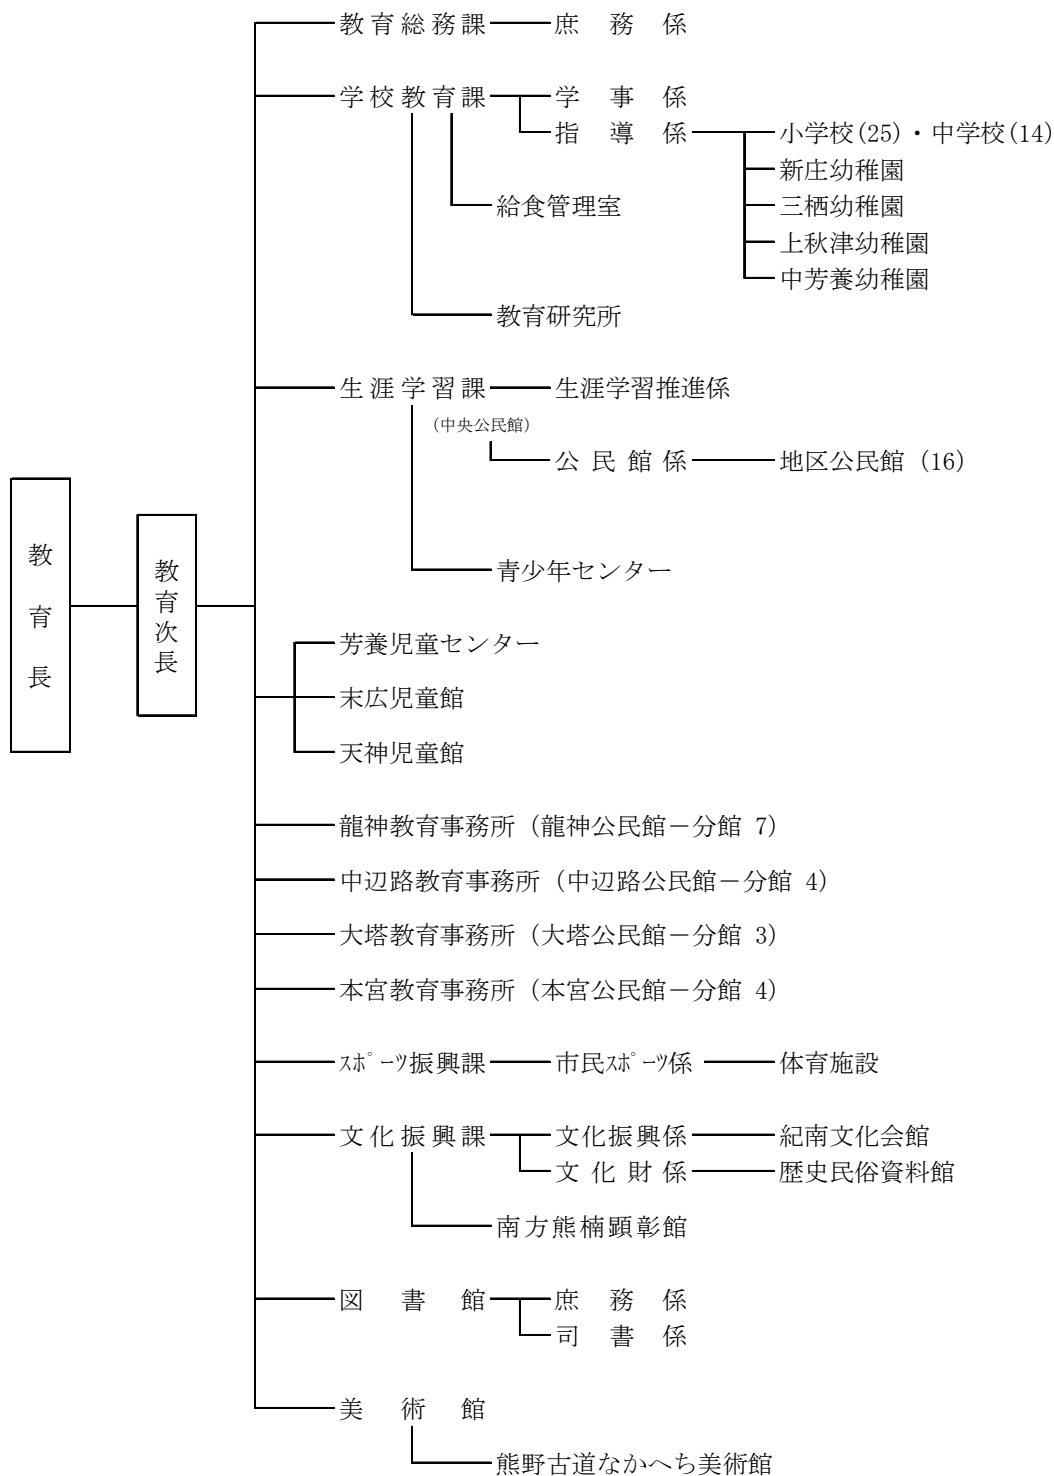 教育総務課 庶務係
学校教育課 学事係
指導係 小学校(25)・中学校(14)
新庄幼稚園
給食管理室 三栖幼稚園
上秋津幼稚園
中芳養幼稚園
教育研究所
生涯学習課 生涯学習推進係
(中央公民館)
公民館係 地区公民館 (16)
教育長
教育次長
青少年センター
芳養児童センター
末広児童館
天神児童館
龍神教育事務所 (龍神公民館－分館 7)
中辺路教育事務所 (中辺路公民館－分館 4)
大塔教育事務所 (大塔公民館－分館 3)
本宮教育事務所 (本宮公民館－分館 4)
ｽﾎﾟｰﾂ振興課 市民ｽﾎﾟｰﾂ係 体育施設
文化振興課 文化振興係 紀南文化会館
文化財係 歴史民俗資料館
南方熊楠顕彰館
図書館 庶務係
司書係
美術館
熊野古道なかへち美術館